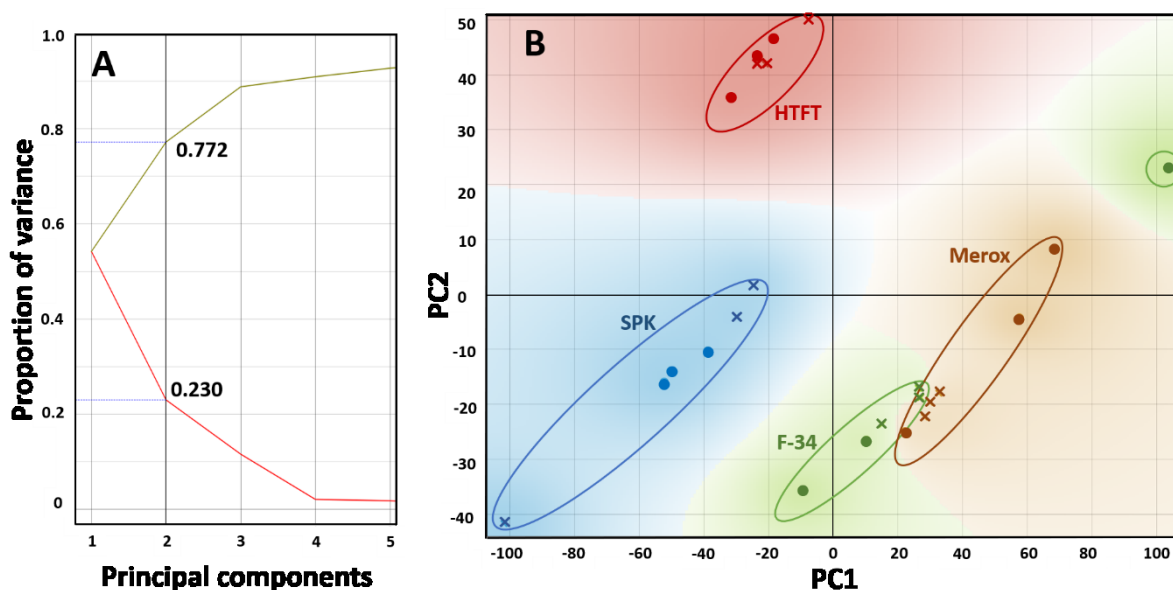 A
Proportion of variance
1.0
0.8
0.6
0.4
0.2
0
0.772
0.230
1 2 3 4 5
Principal components
B
PC2
50
40
30
20
10
0
-10
-20
-30
-40
HTFT
Merox
SPK
F-34
-100 -80 -60 -40 -20 0 20 40 60 80 100
PC1